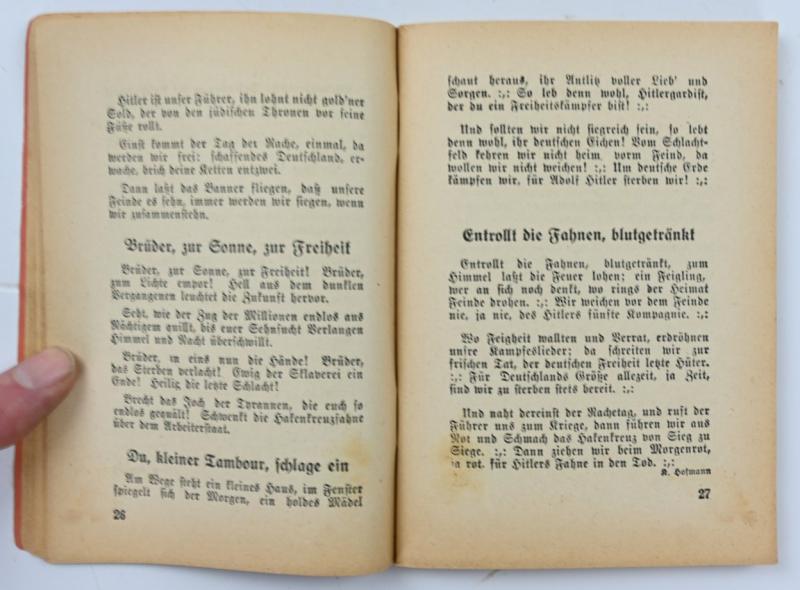 Hitler ist unser Führer, ihn lohnt nicht gold'ner
Sold, der von den jüdischen Thronen vor seine
Füße rollt.
Einst kommt der Tag der Rache, einmal, da
werden wir frei: schaffendes Deutschland, er-
wache, brich deine Ketten entzwei.
Dann laßt das Banner fliegen, daß unsere
Feinde es sehn, immer werden wir siegen, wenn
wir zusammenstehn.
Brüder, zur Sonne, zur Freiheit
Brüder, zur Sonne, zur Freiheit! Brüder,
zum Lichte empor! Hell aus dem dunklen
Vergangenen leuchtet die Zukunft hervor.
Seht, wie der Zug der Millionen endlos aus
Nächtigem quillt, bis euer Sehnsucht Verlangen
Himmel und Nacht überschwillt.
Brüder, in eins nun die Hände! Brüder,
das Sterben verlacht! Ewig der Sklaverei ein
Ende! Heilig die letzte Schlacht!
Brecht das Joch der Tyrannen, die euch so
endlos gequält! Schwenkt die Hakenkreuzfahne
über dem Arbeiterstaat.
Du, kleiner Tambour, schlage ein
Am Wege steht ein kleines Haus, im Fenster
spiegelt sich der Morgen, ein holdes Mädel
26
schaut heraus, ihr Antlitz voller Lieb' und
Sorgen. :,: So leb denn wohl, Hitlergardist,
der du ein Freiheitskämpfer bist! :,:
Und sollten wir nicht siegreich sein, so lebt
denn wohl, ihr deutschen Eichen! Vom Schlacht-
feld kehren wir nicht heim, vorm Feind, da
wollen wir nicht weichen! :,: Um deutsche Erde
kämpfen wir, für Adolf Hitler sterben wir! :,:
Entrollt die Fahnen, blutgetränkt
Entrollt die Fahnen, blutgetränkt, zum
Himmel laßt die Feuer lohen; ein Feigling,
wer an sich noch denkt, wo rings der Heimat
Feinde drohen. :,: Wir weichen vor dem Feinde
nie, ja nie, des Hitlers fünfte Kompagnie. :,:
Wo Feigheit wallten und Verrat, erdröhnen
unsre Kampfeslieder; da schreiten wir zur
frischen Tat, der deutschen Freiheit letzte Hüter.
:,: Für Deutschlands Größe allezeit, ja Zeit,
sind wir zu sterben stets bereit. :,:
Und naht dereinst der Rachetag, und ruft der
Führer uns zum Kriege, dann führen wir aus
Not und Schmach das Hakenkreuz von Sieg zu
Siege. :,: Dann ziehen wir beim Morgenrot,
ja rot, für Hitlers Fahne in den Tod. :,:
K. Hofmann
27